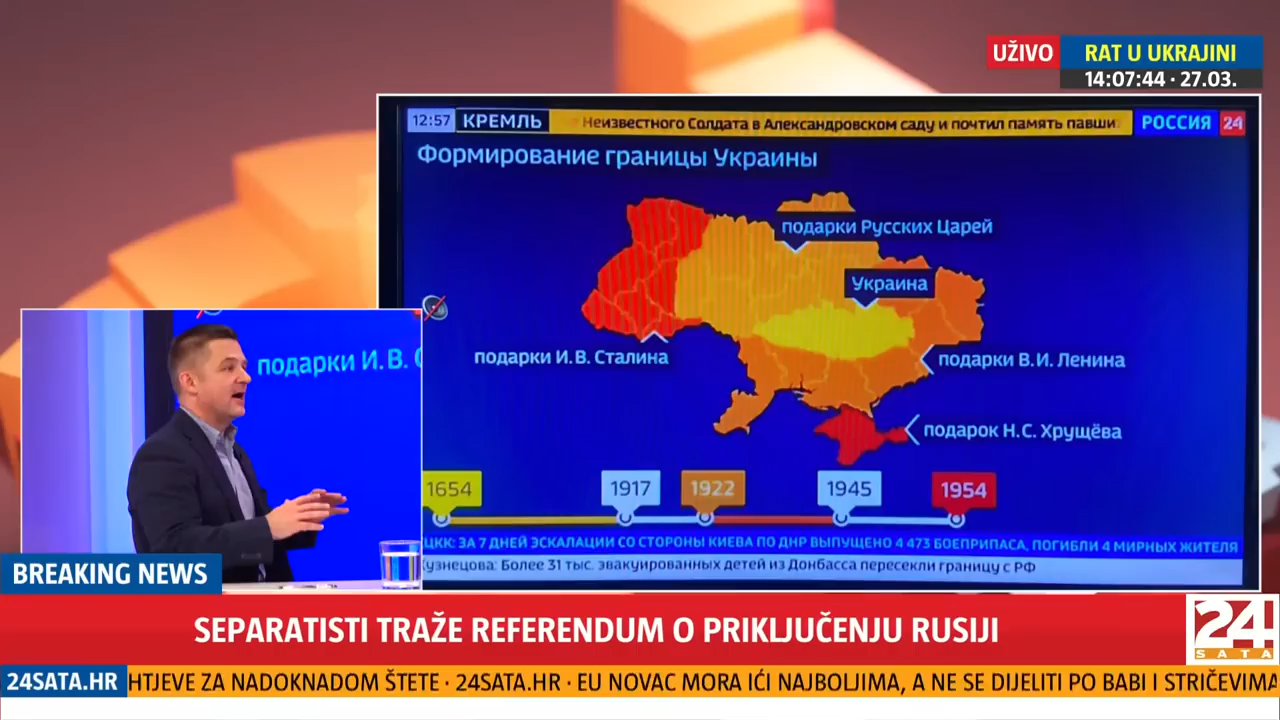 UŽIVO
RAT U UKRAJINI
14:07:44 · 27.03.
12:57 КРЕМЛЬ Неизвестного Солдата в Александровском саду и почтил память павши РОССИЯ 24
Формирование границы Украины
подарки Русских Царей
Украина
подарки И.В. Сталина
подарки В.И. Ленина
подарок Н.С. Хрущёва
1654 1917 1922 1945 1954
ЦКК: ЗА 7 ДНЕЙ ЭСКАЛАЦИИ СО СТОРОНЫ КИЕВА ПО ДНР ВЫПУЩЕНО 4 473 БОЕПРИПАСА, ПОГИБЛИ 4 МИРНЫХ ЖИТЕЛЯ
Кузнецова: Более 31 тыс. эвакуированных детей из Донбасса пересекли границу с РФ
подарки И. В. С
BREAKING NEWS
SEPARATISTI TRAŽE REFERENDUM O PRIKLJUČENJU RUSIJI
24 SATA
24SATA.HR HTJEVE ZA NADOKNADOM ŠTETE · 24SATA.HR · EU NOVAC MORA IĆI NAJBOLJIMA, A NE SE DIJELITI PO BABI I STRIČEVIMA